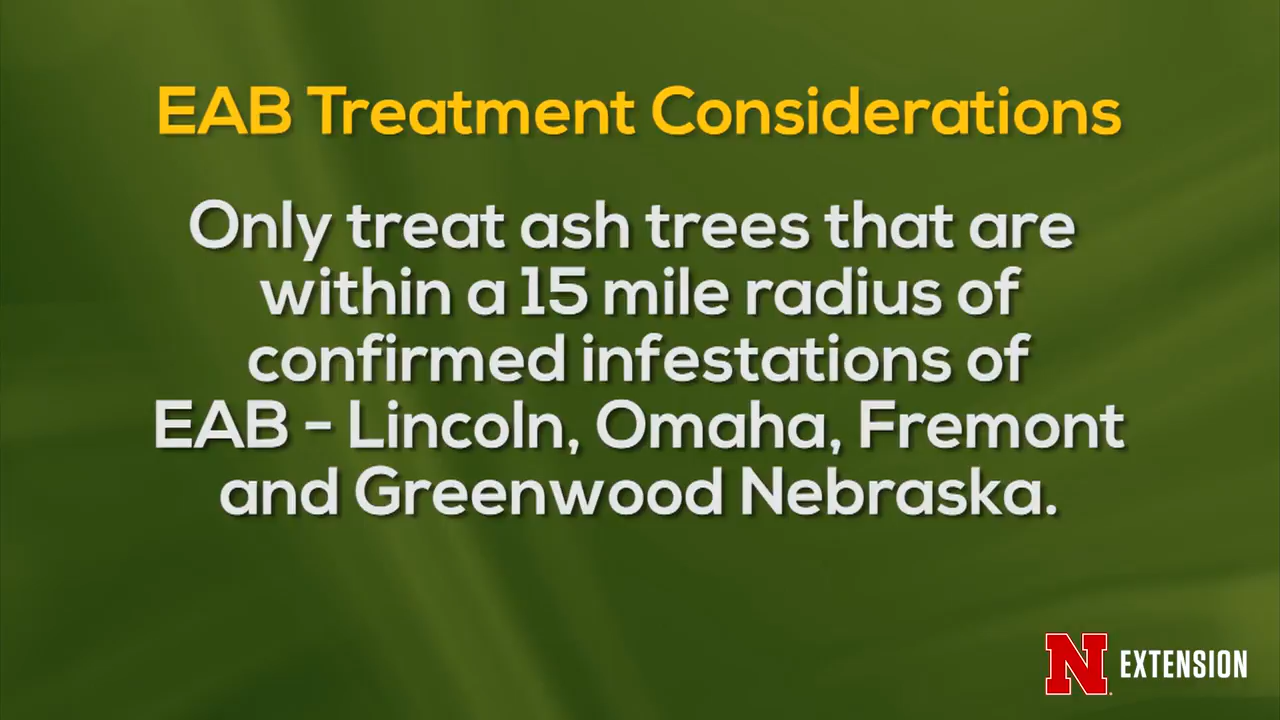 EAB Treatment Considerations
Only treat ash trees that are
within a 15 mile radius of
confirmed infestations of
EAB - Lincoln, Omaha, Fremont
and Greenwood Nebraska.
N EXTENSION